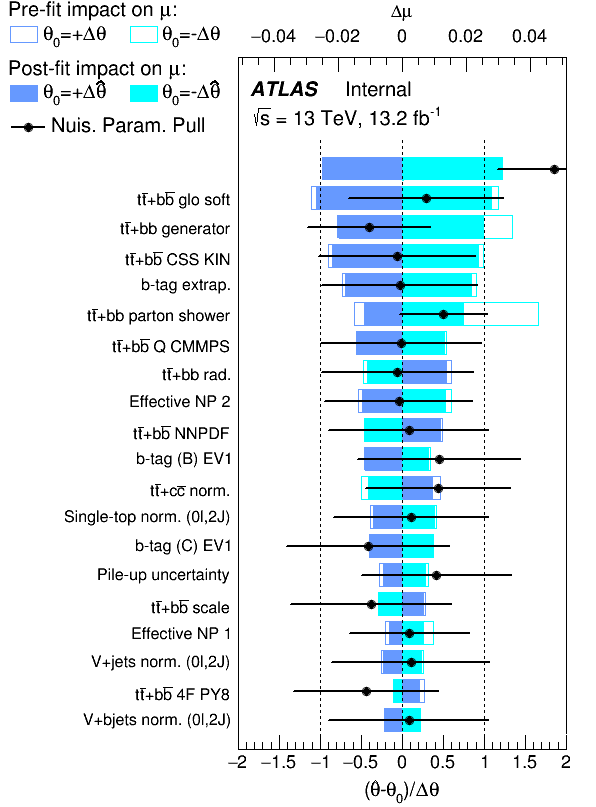 Pre-fit impact on μ:
θ₀=+Δθ θ₀=-Δθ
Post-fit impact on μ:
θ₀=+Δθ̂ θ₀=-Δθ̂
Nuis. Param. Pull
Δμ
−0.04 −0.02 0 0.02 0.04
ATLAS Internal
√s = 13 TeV, 13.2 fb⁻¹
tt̄+bb̄ glo soft
tt̄+bb generator
tt̄+bb̄ CSS KIN
b-tag extrap.
tt̄+bb parton shower
tt̄+bb̄ Q CMMPS
tt̄+bb rad.
Effective NP 2
tt̄+bb̄ NNPDF
b-tag (B) EV1
tt̄+cc̄ norm.
Single-top norm. (0l,2J)
b-tag (C) EV1
Pile-up uncertainty
tt̄+bb̄ scale
Effective NP 1
V+jets norm. (0l,2J)
tt̄+bb̄ 4F PY8
V+bjets norm. (0l,2J)
−2 −1.5 −1 −0.5 0 0.5 1 1.5 2
(θ̂-θ₀)/Δθ